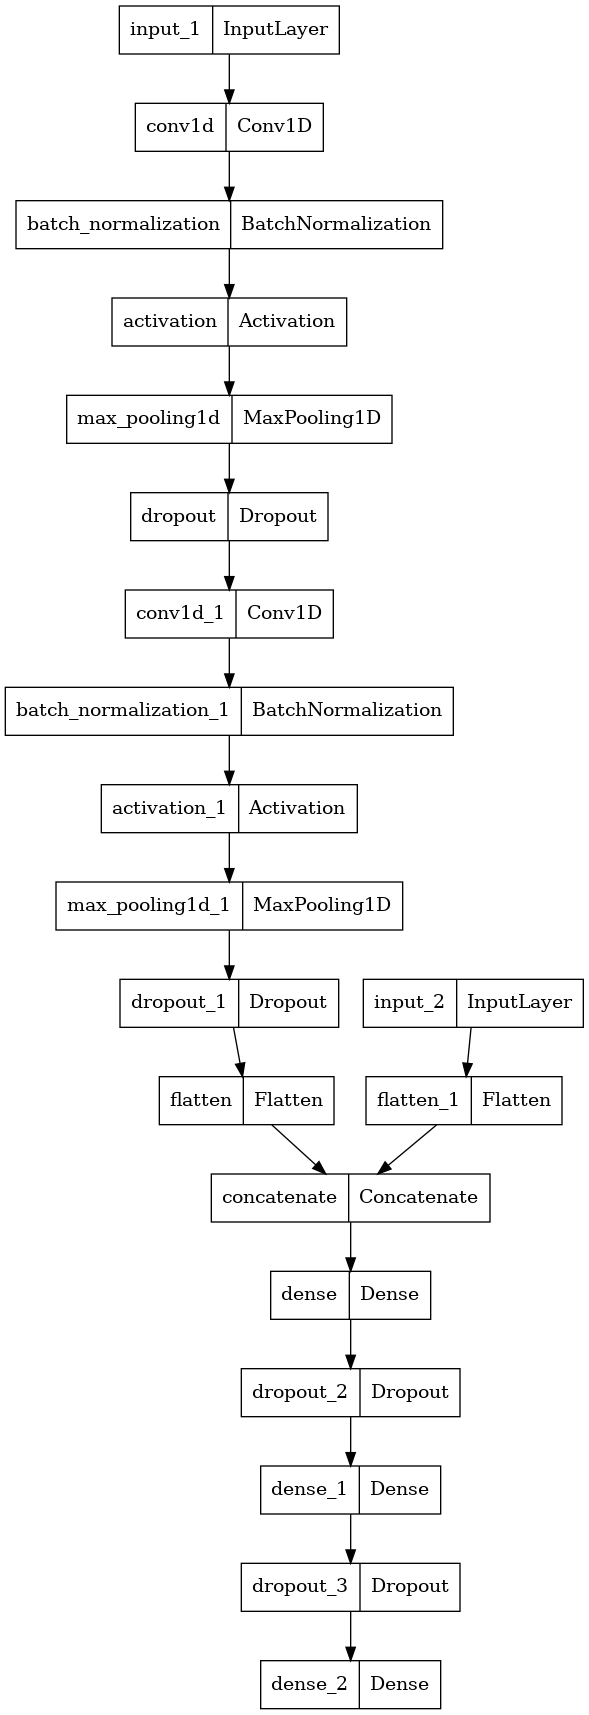 input_1 InputLayer
conv1d Conv1D
batch_normalization BatchNormalization
activation Activation
max_pooling1d MaxPooling1D
dropout Dropout
conv1d_1 Conv1D
batch_normalization_1 BatchNormalization
activation_1 Activation
max_pooling1d_1 MaxPooling1D
dropout_1 Dropout input_2 InputLayer
flatten Flatten flatten_1 Flatten
concatenate Concatenate
dense Dense
dropout_2 Dropout
dense_1 Dense
dropout_3 Dropout
dense_2 Dense